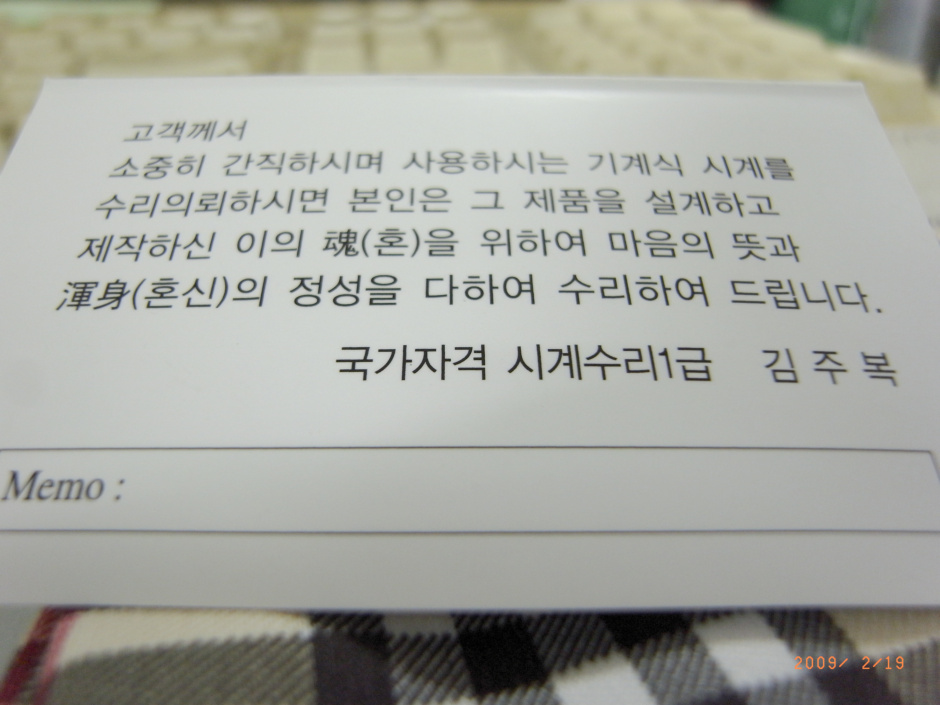 고객께서
소중히 간직하시며 사용하시는 기계식 시계를
수리의뢰하시면 본인은 그 제품을 설계하고
제작하신 이의 魂(혼)을 위하여 마음의 뜻과
渾身(혼신)의 정성을 다하여 수리하여 드립니다.
국가자격 시계수리1급 김주복
Memo :
2009/ 2/19